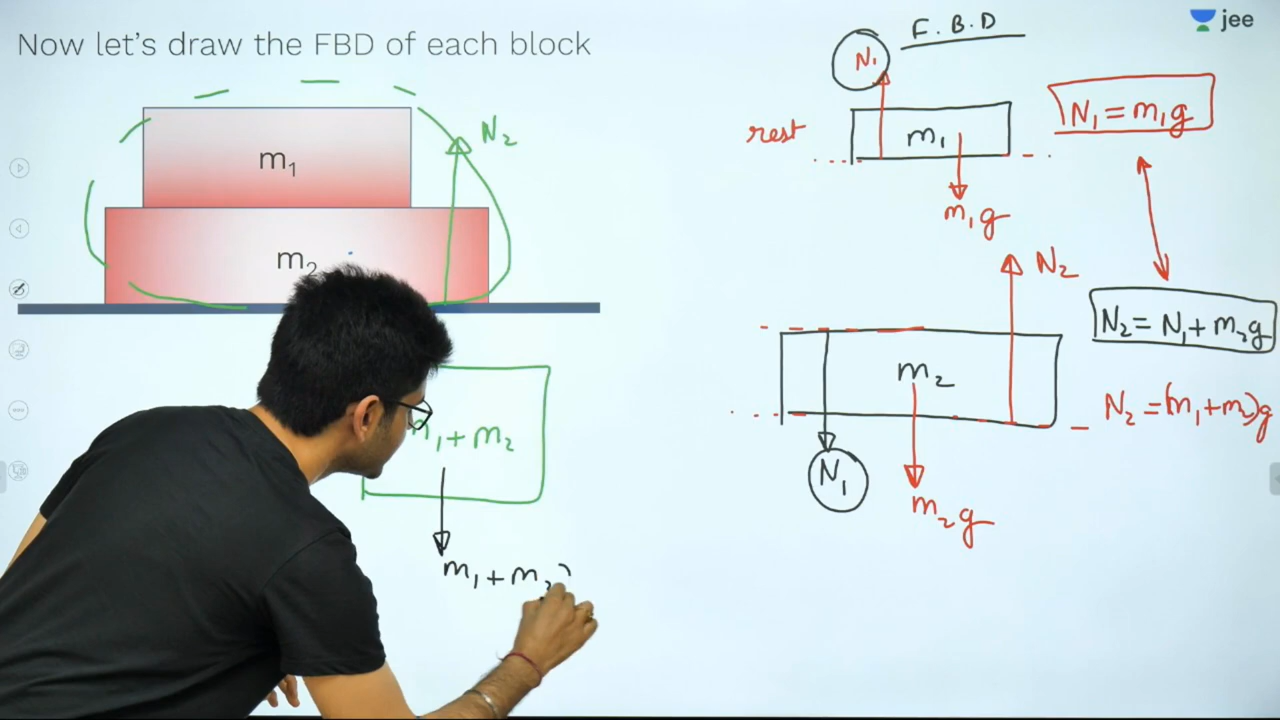 Now let's draw the FBD of each block
jee
F.B.D
N₁
m₁
N₁ = m₁g
rest
m₁g
N₂
m₁
m₂
N₂
N₂ = N₁ + m₂g
m₂
N₂ = (m₁+m₂)g
N₁
m₂g
m₁ + m₂
m₁ + m₂)